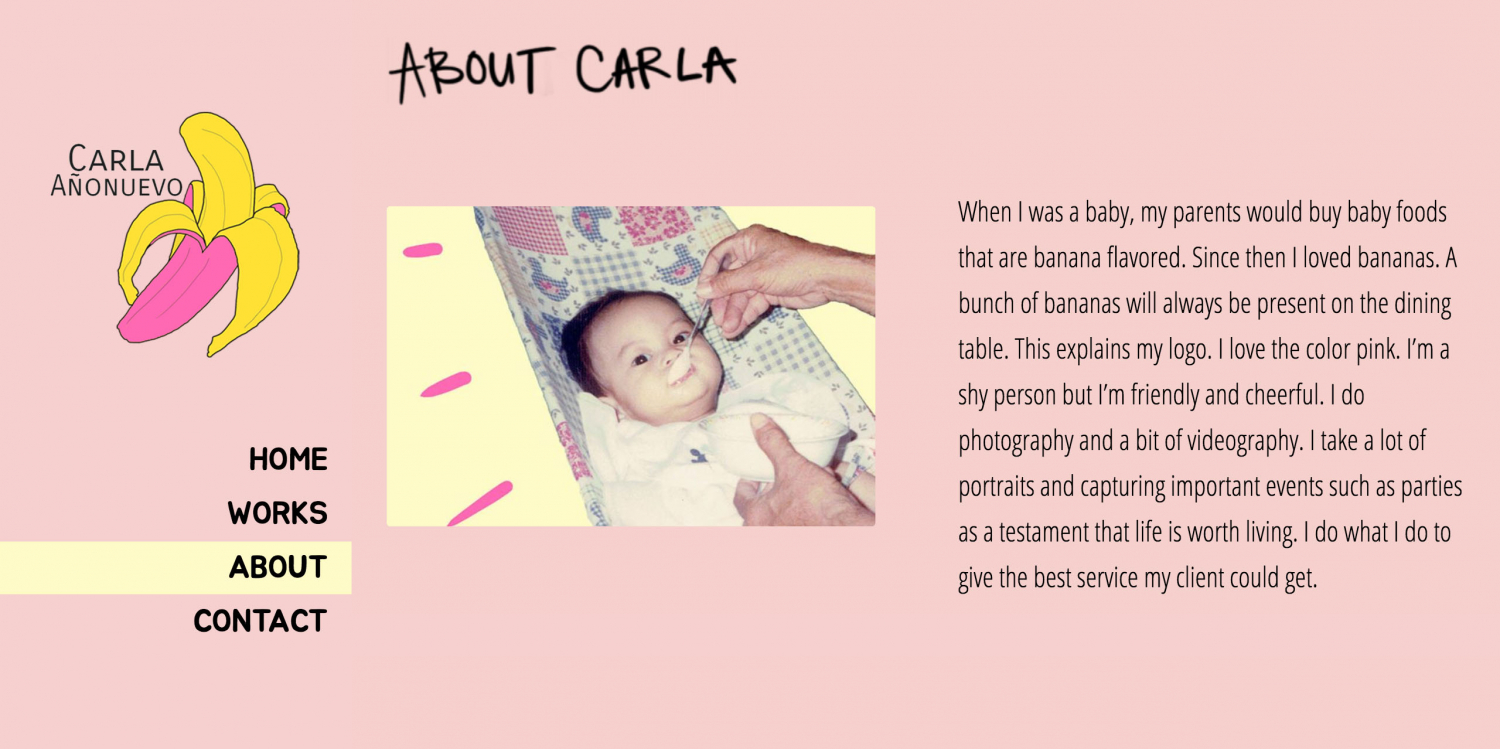 ABOUT CARLA
CARLA
AÑONUEVO
HOME
WORKS
ABOUT
CONTACT
When I was a baby, my parents would buy baby foods
that are banana flavored. Since then I loved bananas. A
bunch of bananas will always be present on the dining
table. This explains my logo. I love the color pink. I’m a
shy person but I’m friendly and cheerful. I do
photography and a bit of videography. I take a lot of
portraits and capturing important events such as parties
as a testament that life is worth living. I do what I do to
give the best service my client could get.